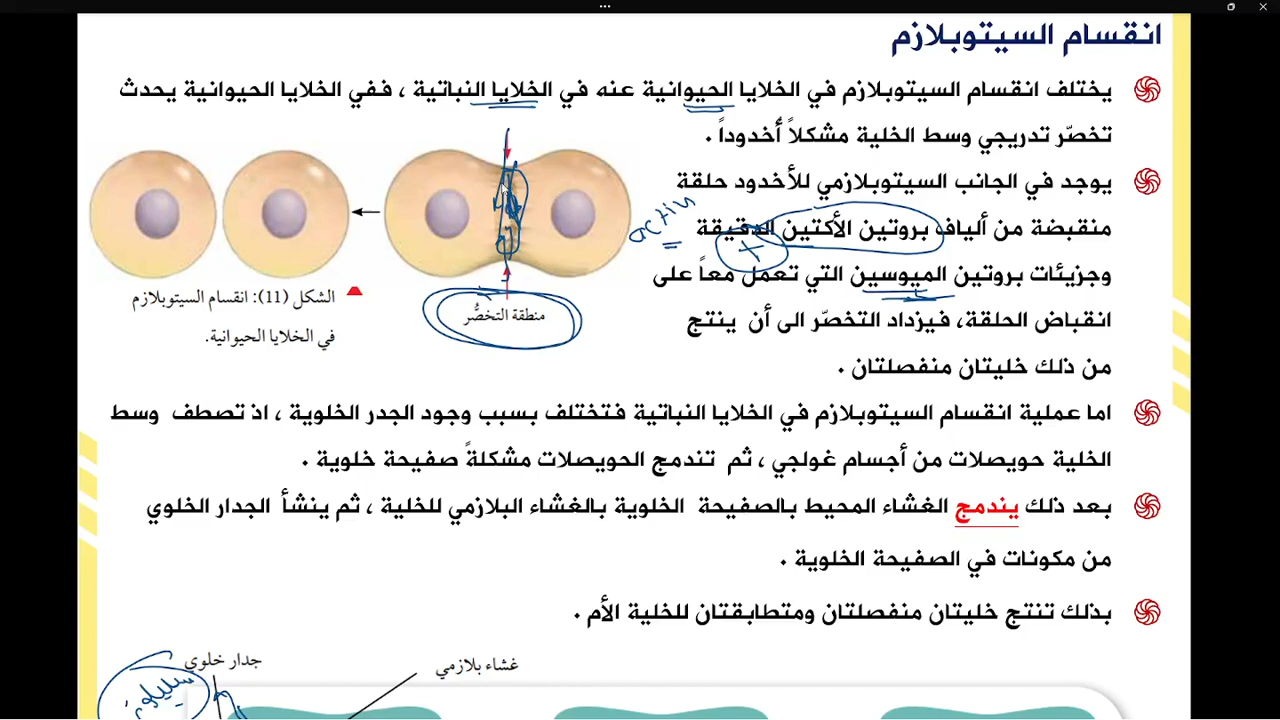 انقسام السيتوبلازم
يختلف انقسام السيتوبلازم في الخلايا الحيوانية عنه في الخلايا النباتية ، ففي الخلايا الحيوانية يحدث
تخصّر تدريجي وسط الخلية مشكلاً أخدوداً .
يوجد في الجانب السيتوبلازمي للأخدود حلقة
منقبضة من ألياف بروتين الأكتين الدقيقة
actin
وجزيئات بروتين الميوسين التي تعمل معاً على
انقباض الحلقة، فيزداد التخصّر الى أن ينتج
من ذلك خليتان منفصلتان .
منطقة التخصُّر
الشكل (11): انقسام السيتوبلازم
في الخلايا الحيوانية.
اما عملية انقسام السيتوبلازم في الخلايا النباتية فتختلف بسبب وجود الجدر الخلوية ، اذ تصطف وسط
الخلية حويصلات من أجسام غولجي ، ثم تندمج الحويصلات مشكلةً صفيحة خلوية .
بعد ذلك يندمج الغشاء المحيط بالصفيحة الخلوية بالغشاء البلازمي للخلية ، ثم ينشأ الجدار الخلوي
من مكونات في الصفيحة الخلوية .
بذلك تنتج خليتان منفصلتان ومتطابقتان للخلية الأم .
غشاء بلازمي
جدار خلوي
سليلوز